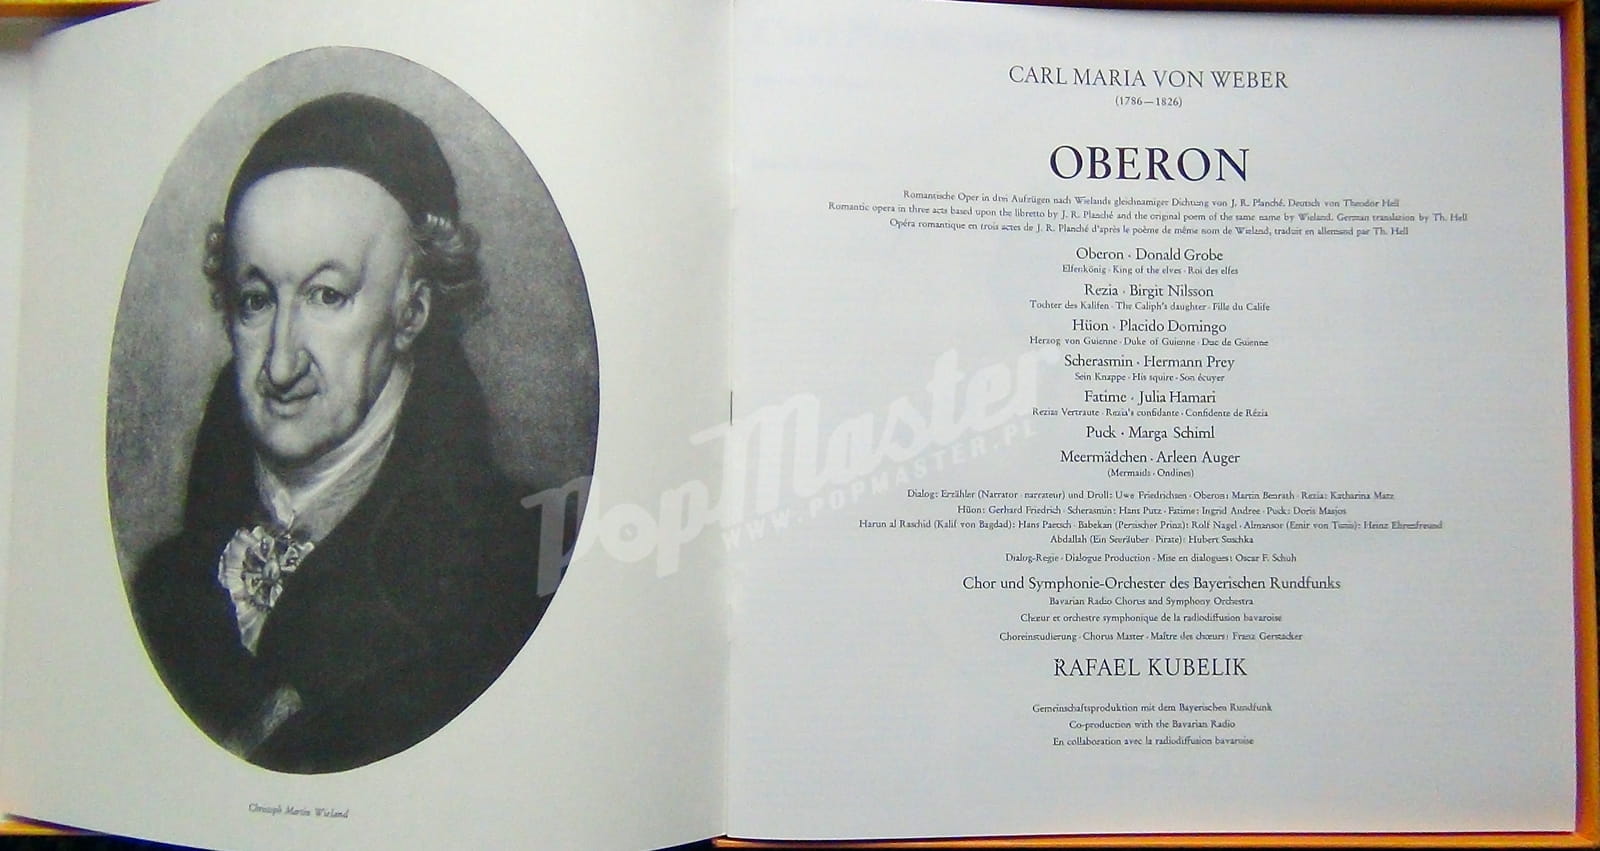 Christoph Martin Wieland
CARL MARIA VON WEBER
(1786—1826)
OBERON
Romantische Oper in drei Aufzügen nach Wielands gleichnamiger Dichtung von J. R. Planché. Deutsch von Theodor Hell
Romantic opera in three acts based upon the libretto by J. R. Planché and the original poem of the same name by Wieland. German translation by Th. Hell
Opéra romantique en trois actes de J. R. Planché d'après le poème de même nom de Wieland, traduit en allemand par Th. Hell
Oberon · Donald Grobe
Elfenkönig · King of the elves · Roi des elfes
Rezia · Birgit Nilsson
Tochter des Kalifen · The Caliph's daughter · Fille du Calife
Hüon · Placido Domingo
Herzog von Guienne · Duke of Guienne · Duc de Guienne
Scherasmin · Hermann Prey
Sein Knappe · His squire · Son écuyer
Fatime · Julia Hamari
Rezias Vertraute · Rezia's confidante · Confidente de Rézia
Puck · Marga Schiml
Meermädchen · Arleen Auger
(Mermaids · Ondines)
Dialog: Erzähler (Narrator · narrateur) und Droll: Uwe Friedrichsen · Oberon: Martin Benrath · Rezia: Katharina Matz
Hüon: Gerhard Friedrich · Scherasmin: Hans Putz · Fatime: Ingrid Andree · Puck: Doris Masjos
Harun al Raschid (Kalif von Bagdad): Hans Paetsch · Babekan (Persischer Prinz): Rolf Nagel · Almansor (Emir von Tunis): Heinz Ehrenfreund
Abdallah (Ein Seeräuber · Pirate): Hubert Suschka
Dialog-Regie · Dialogue Production · Mise en dialogues: Oscar F. Schuh
Chor und Symphonie-Orchester des Bayerischen Rundfunks
Bavarian Radio Chorus and Symphony Orchestra
Chœur et orchestre symphonique de la radiodiffusion bavaroise
Choreinstudierung · Chorus Master · Maître des chœurs: Franz Gerstacker
RAFAEL KUBELIK
Gemeinschaftsproduktion mit dem Bayerischen Rundfunk
Co-production with the Bavarian Radio
En collaboration avec la radiodiffusion bavaroise
PopMaster
WWW.POPMASTER.PL